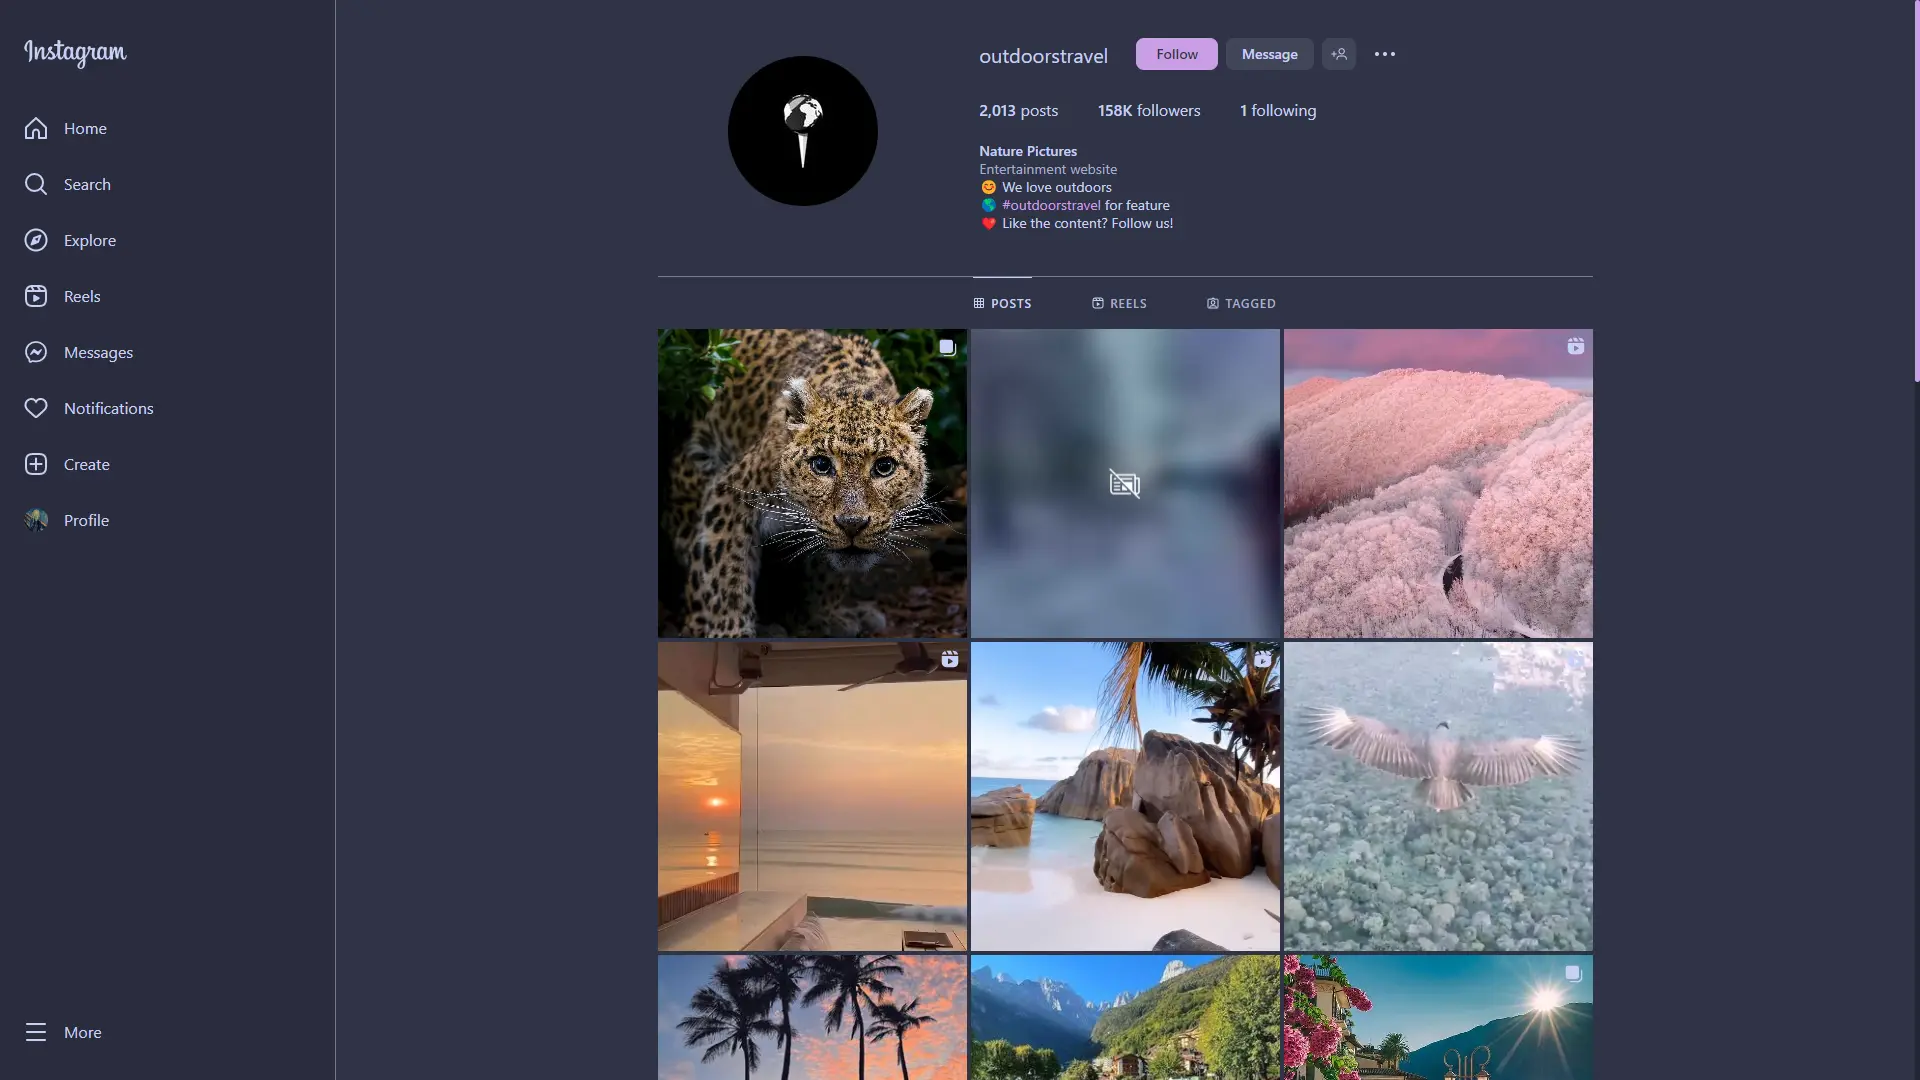 Instagram
Home
Search
Explore
Reels
Messages
Notifications
Create
Profile
More
outdoorstravel
Follow
Message
2,013 posts
158K followers
1 following
Nature Pictures
Entertainment website
😊 We love outdoors
🌎 #outdoorstravel for feature
❤️ Like the content? Follow us!
POSTS
REELS
TAGGED